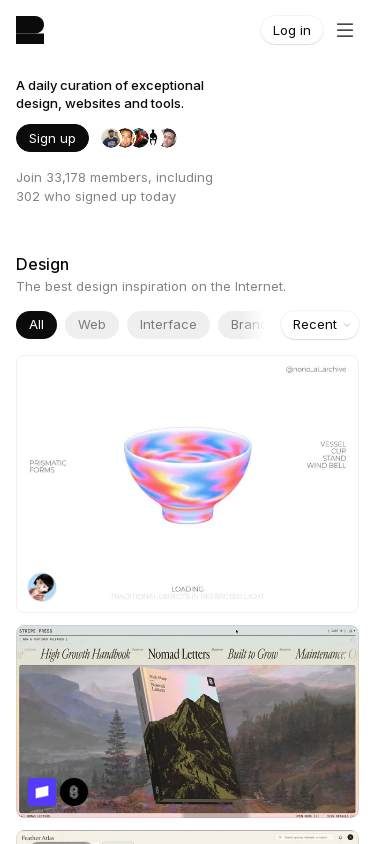 Log in
A daily curation of exceptional
design, websites and tools.
Sign up
Join 33,178 members, including
302 who signed up today
Design
The best design inspiration on the Internet.
All
Web
Interface
Recent
@nono_ai_archive
PRISMATIC
FORMS
VESSEL
CUP
STAND
WIND BELL
LOADING
TRADITIONAL OBJECTS IN REFRACTED LIGHT
STRIPE PRESS
High Growth Handbook
Nomad Letters
Built to Grow
Maintenance:
Feather Atlas